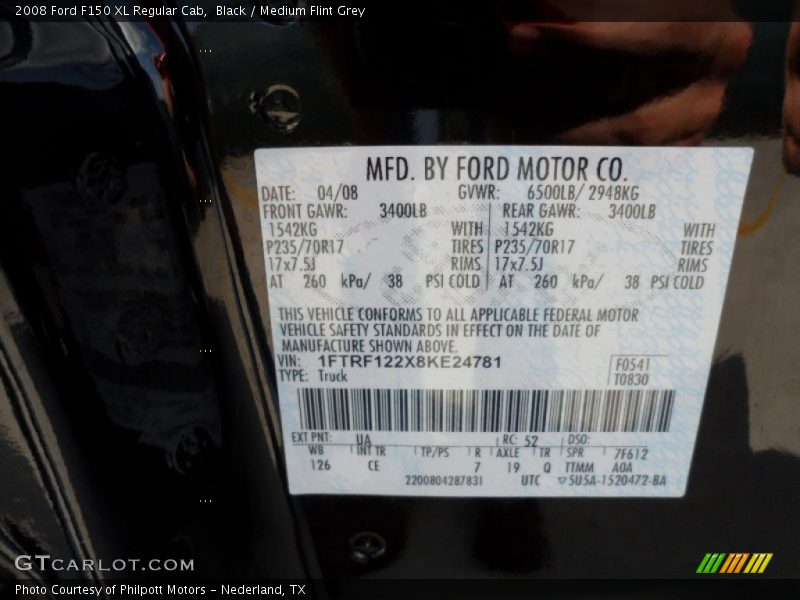 2008 Ford F150 XL Regular Cab,  Black / Medium Flint Grey
MFD. BY FORD MOTOR CO.
DATE: 04/08 GVWR: 6500LB/ 2948KG
FRONT GAWR: 3400LB REAR GAWR: 3400LB
1542KG WITH 1542KG WITH
P235/70R17 TIRES P235/70R17 TIRES
17x7.5J RIMS 17x7.5J RIMS
AT 260 kPa/ 38 PSI COLD AT 260 kPa/ 38 PSI COLD
THIS VEHICLE CONFORMS TO ALL APPLICABLE FEDERAL MOTOR
VEHICLE SAFETY STANDARDS IN EFFECT ON THE DATE OF
MANUFACTURE SHOWN ABOVE.
VIN: 1FTRF122X8KE24781 F0541
TYPE: Truck T0830
EXT PNT: UA RC: 52 DSO:
WB INT TR TP/PS R AXLE TR SPR 7F612
126 CE 7 19 Q TTMM A0A
2200804287831 UTC ▽5U5A-1520472-BA
GTCARLOT.COM
Photo Courtesy of Philpott Motors - Nederland, TX